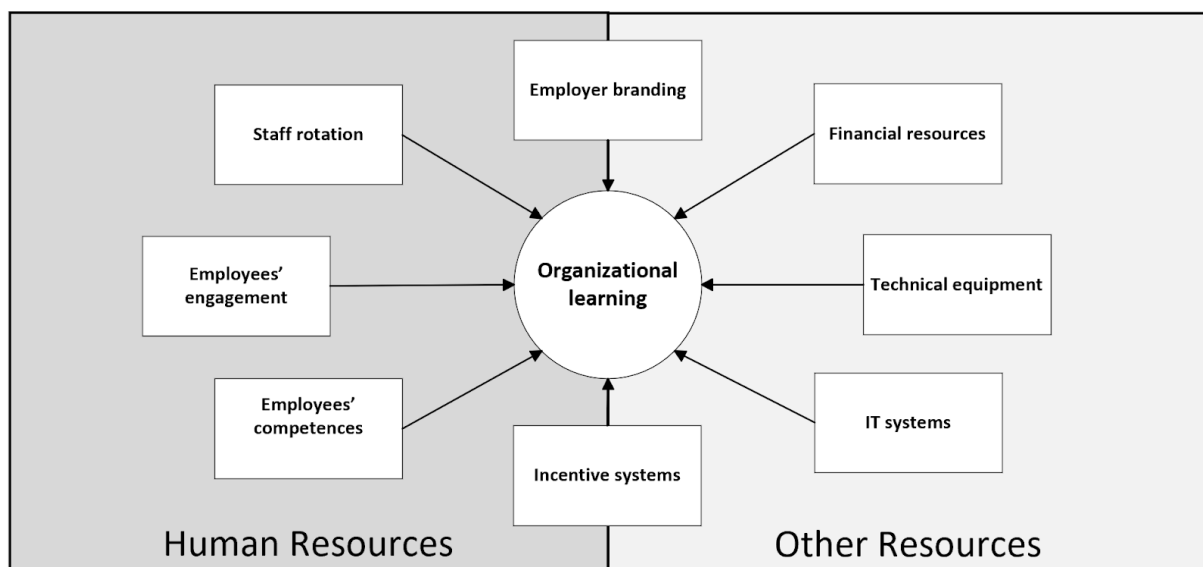 Employer branding
Staff rotation
Financial resources
Employees’
engagement
Organizational
learning
Technical equipment
Employees’
competences
IT systems
Incentive systems
Human Resources
Other Resources